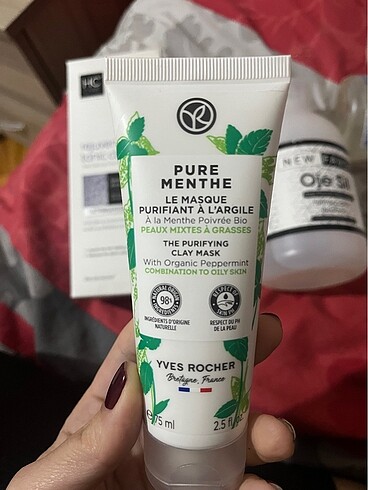 PURE
MENTHE
LE MASQUE
PURIFIANT À L'ARGILE
À la Menthe Poivrée Bio
PEAUX MIXTES À GRASSES
THE PURIFYING
CLAY MASK
With Organic Peppermint
COMBINATION TO OILY SKIN
98%
INGRÉDIENTS D'ORIGINE
NATURELLE
RESPECT DU PH
DE LA PEAU
YVES ROCHER
Bretagne, France
75 ml
2.5
HC
NEW
Oje Sil